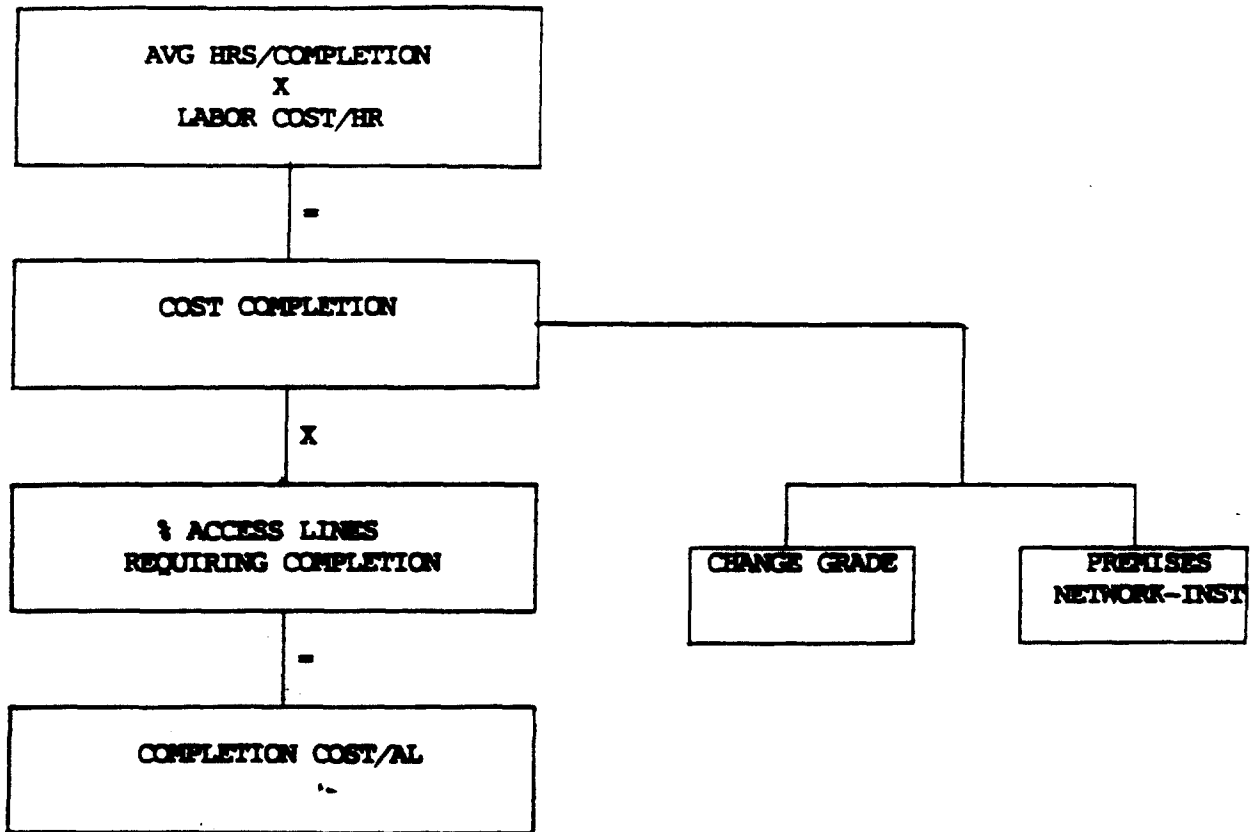 AVG HRS/COMPLETION
X
LABOR COST/HR
=
COST COMPLETION
X
% ACCESS LINES
REQUIRING COMPLETION
=
COMPLETION COST/AL
CHANGE GRADE
PREMISES
NETWORK-INST